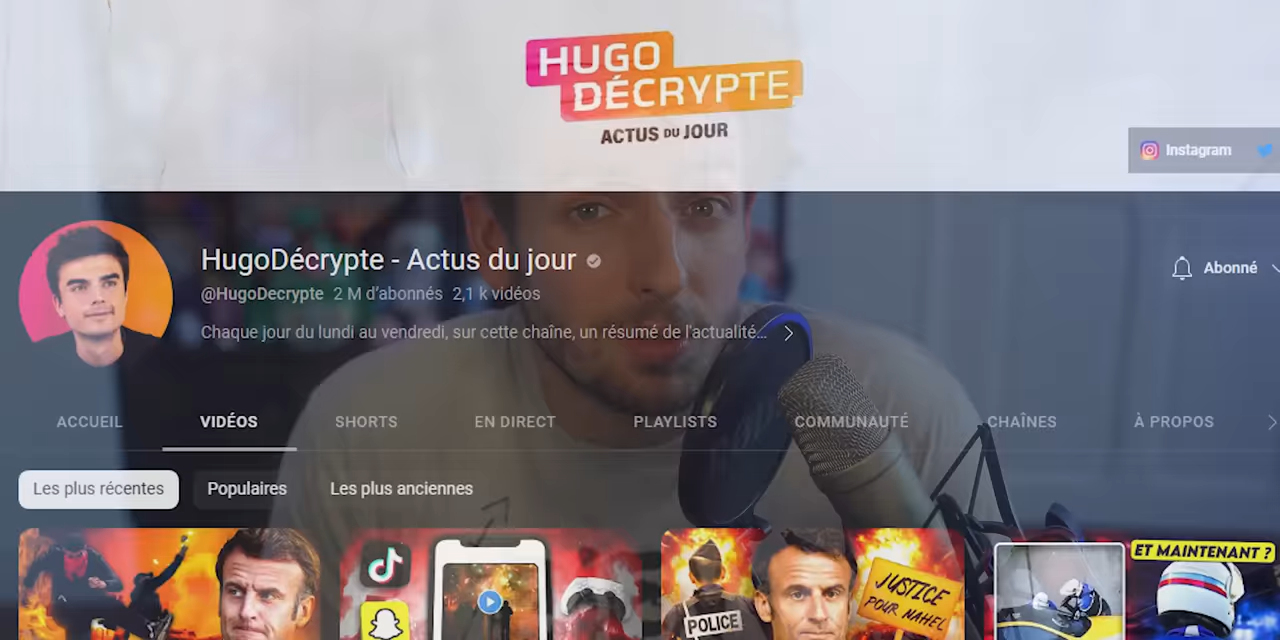 HUGO
DÉCRYPTE
ACTUS DU JOUR
Instagram
HugoDécrypte - Actus du jour
@HugoDecrypte 2 M d'abonnés 2,1 k vidéos
Abonné
Chaque jour du lundi au vendredi, sur cette chaîne, un résumé de l'actualité...
ACCUEIL VIDÉOS SHORTS EN DIRECT PLAYLISTS COMMUNAUTÉ CHAÎNES À PROPOS
Les plus récentes Populaires Les plus anciennes
ET MAINTENANT ?
JUSTICE
POUR NAHEL
POLICE